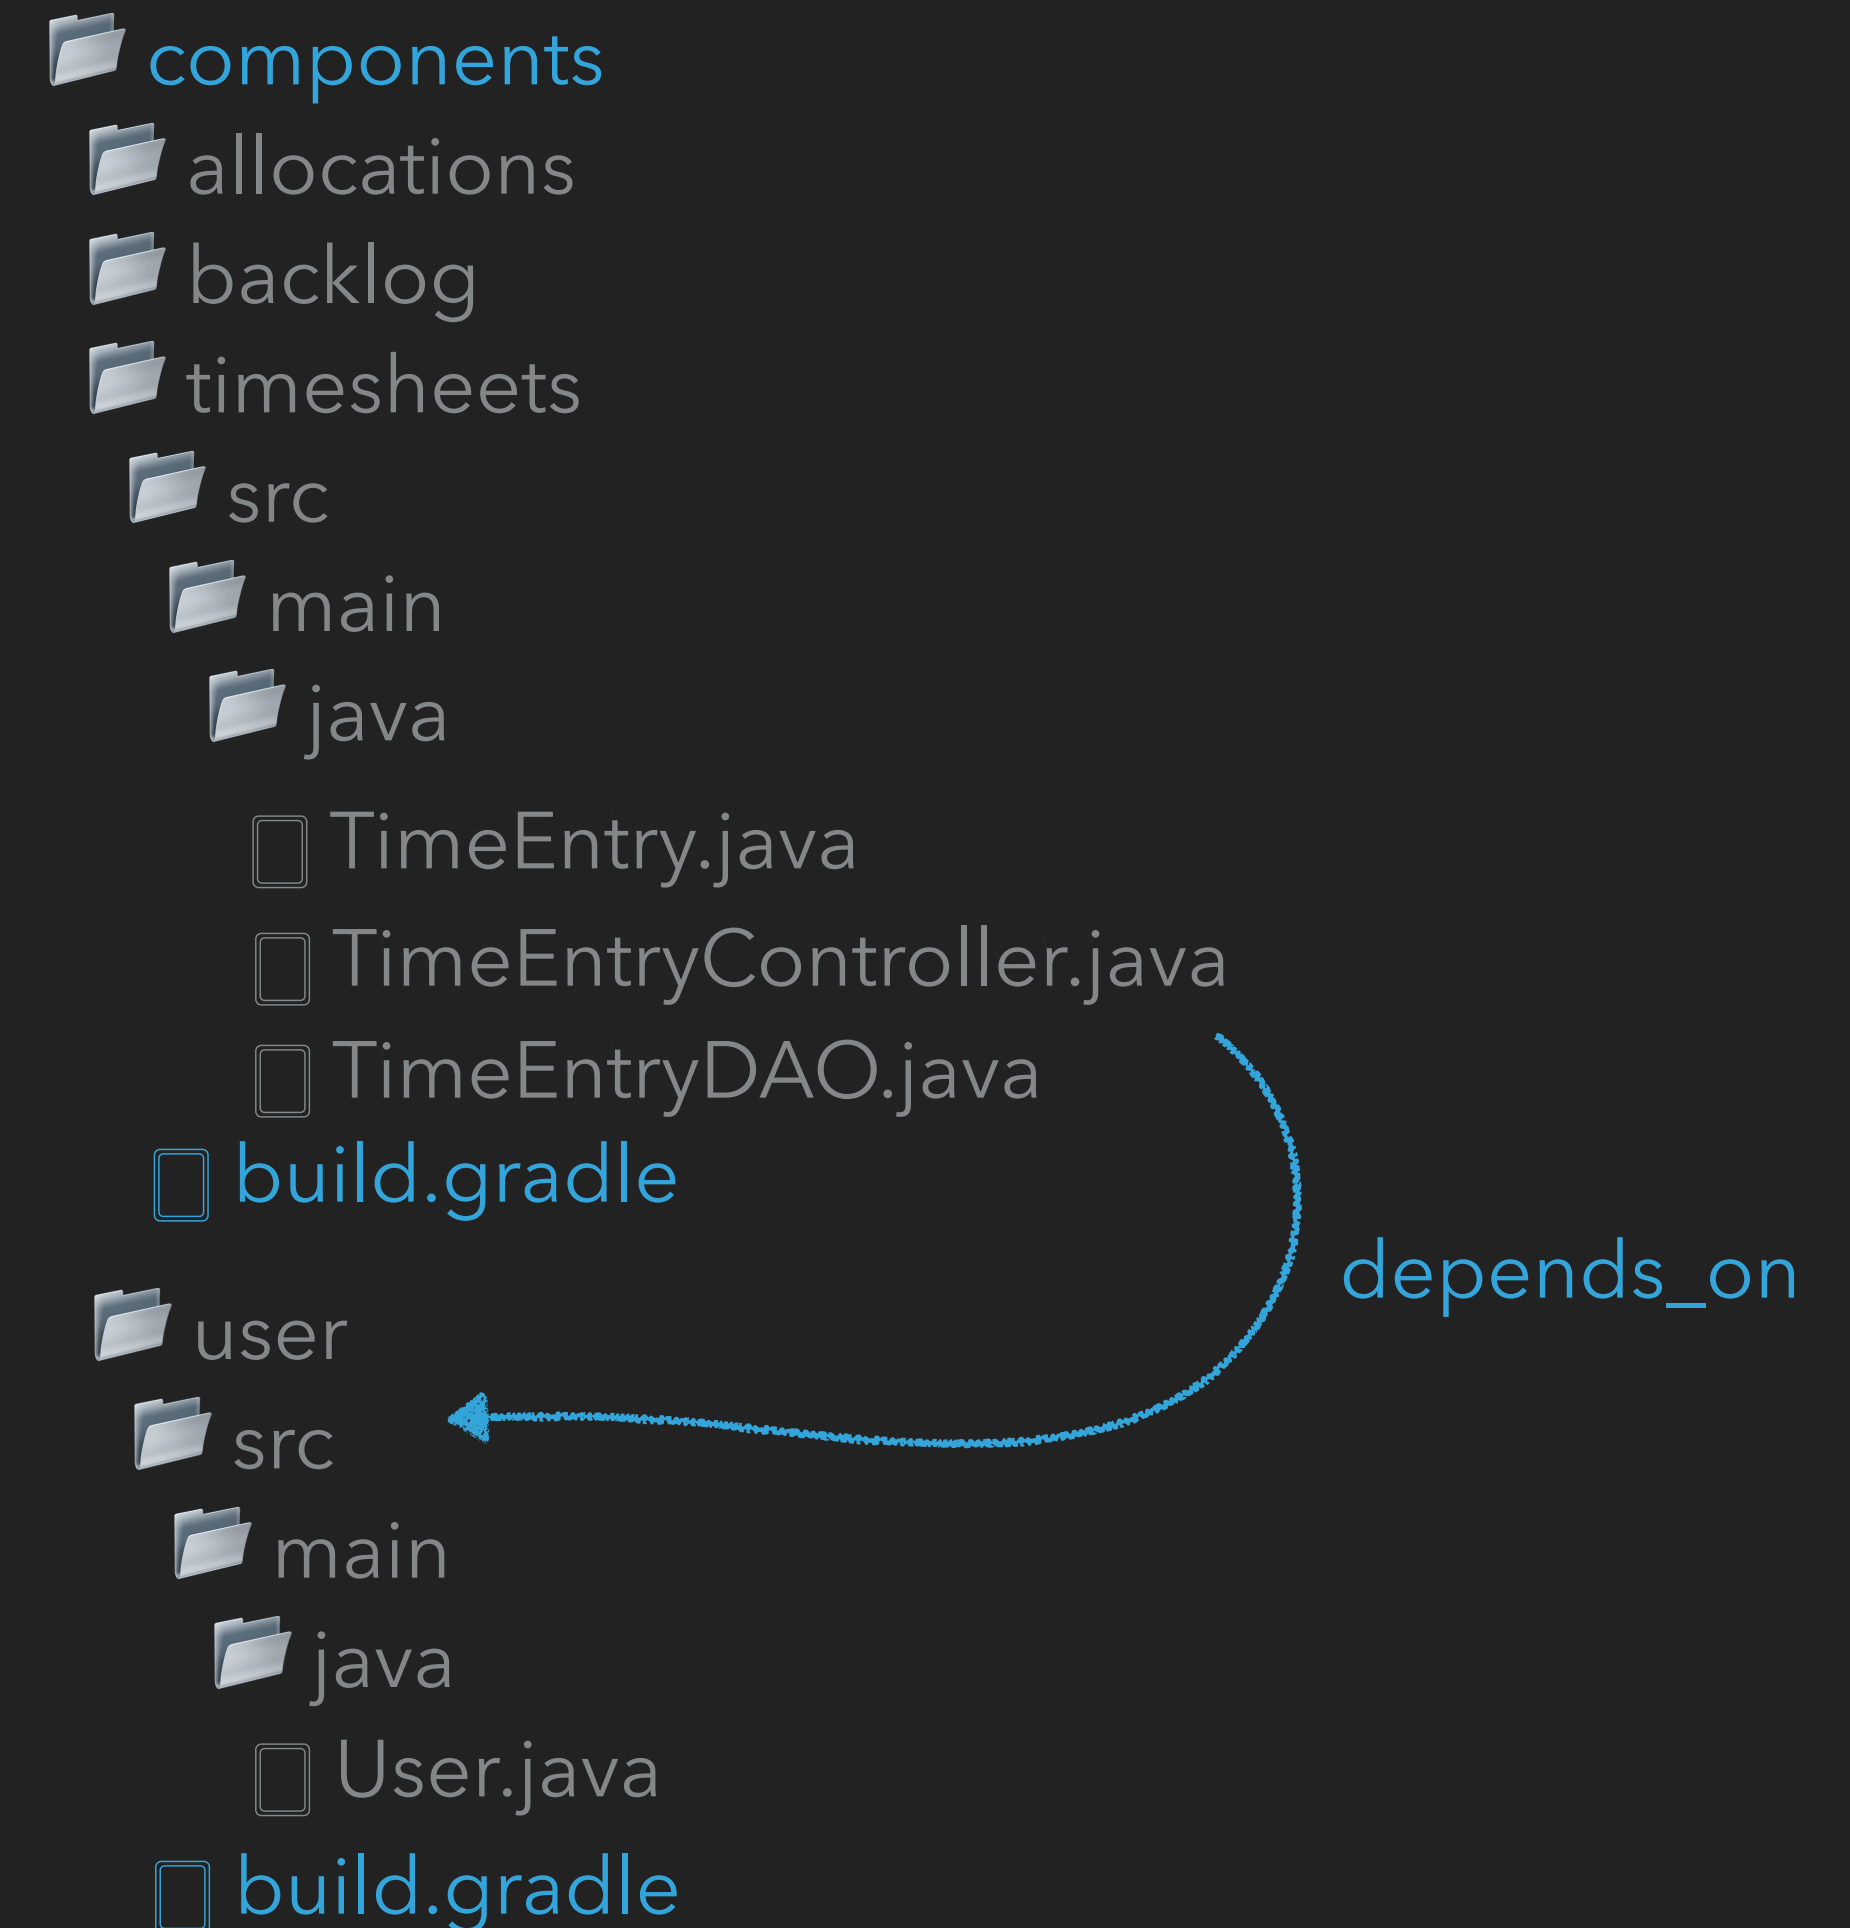 components
allocations
backlog
timesheets
src
main
java
TimeEntry.java
TimeEntryController.java
TimeEntryDAO.java
build.gradle
depends_on
user
src
main
java
User.java
build.gradle